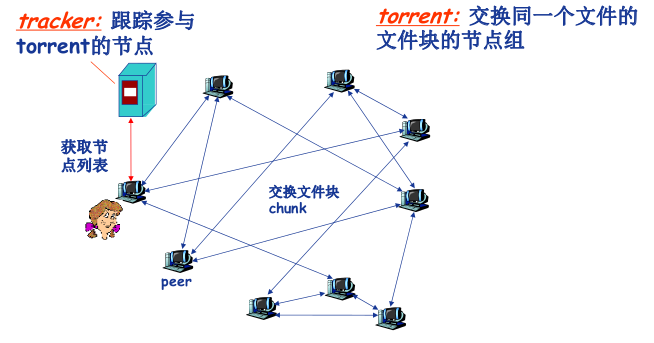 tracker: 跟踪参与
torrent的节点
torrent: 交换同一个文件的
文件块的节点组
获取节
点列表
交换文件块
chunk
peer